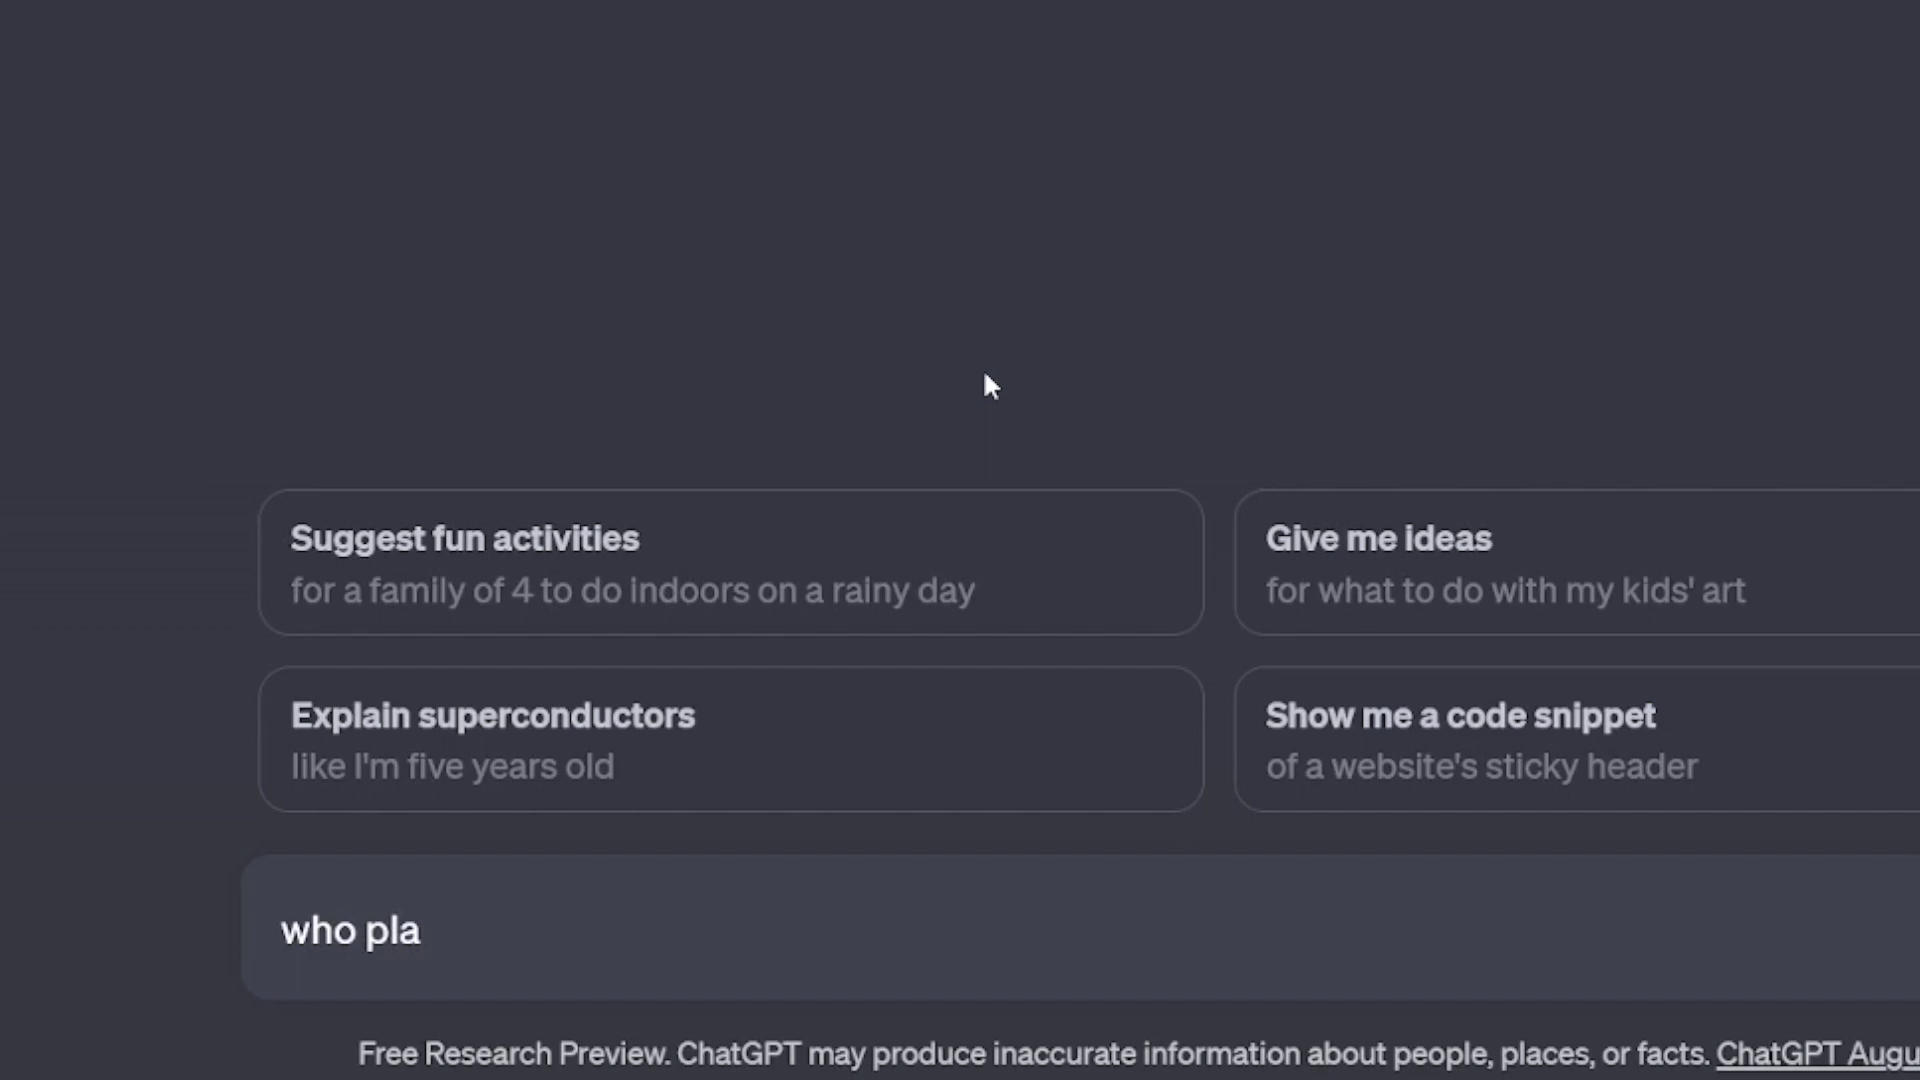 Suggest fun activities
for a family of 4 to do indoors on a rainy day
Give me ideas
for what to do with my kids' art
Explain superconductors
like I'm five years old
Show me a code snippet
of a website's sticky header
who pla
Free Research Preview. ChatGPT may produce inaccurate information about people, places, or facts. ChatGPT Augu